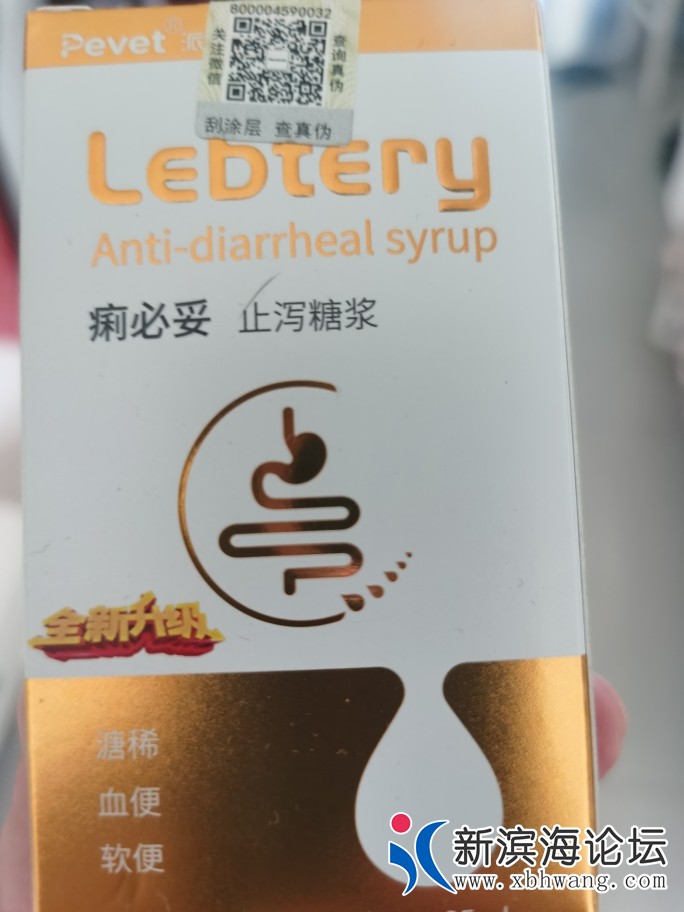 Pevet® 派
800004590032
关注微信
查询真伪
刮涂层 查真伪
Lebtery
Anti-diarrheal syrup
痢必妥 止泻糖浆
全新升级
溏稀
血便
软便
新滨海论坛
www.xbhwang.com